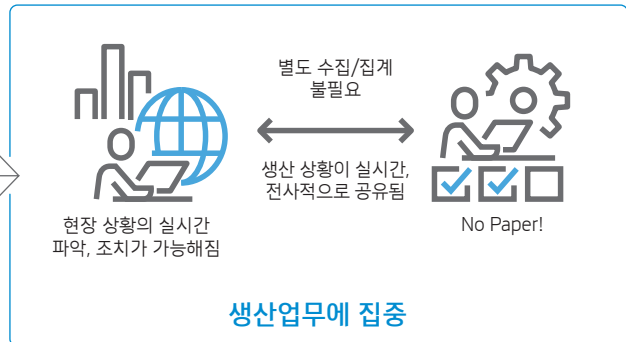 별도 수집/집계
불필요
생산 상황이 실시간,
전사적으로 공유됨
현장 상황의 실시간
파악, 조치가 가능해짐
No Paper!
생산업무에 집중